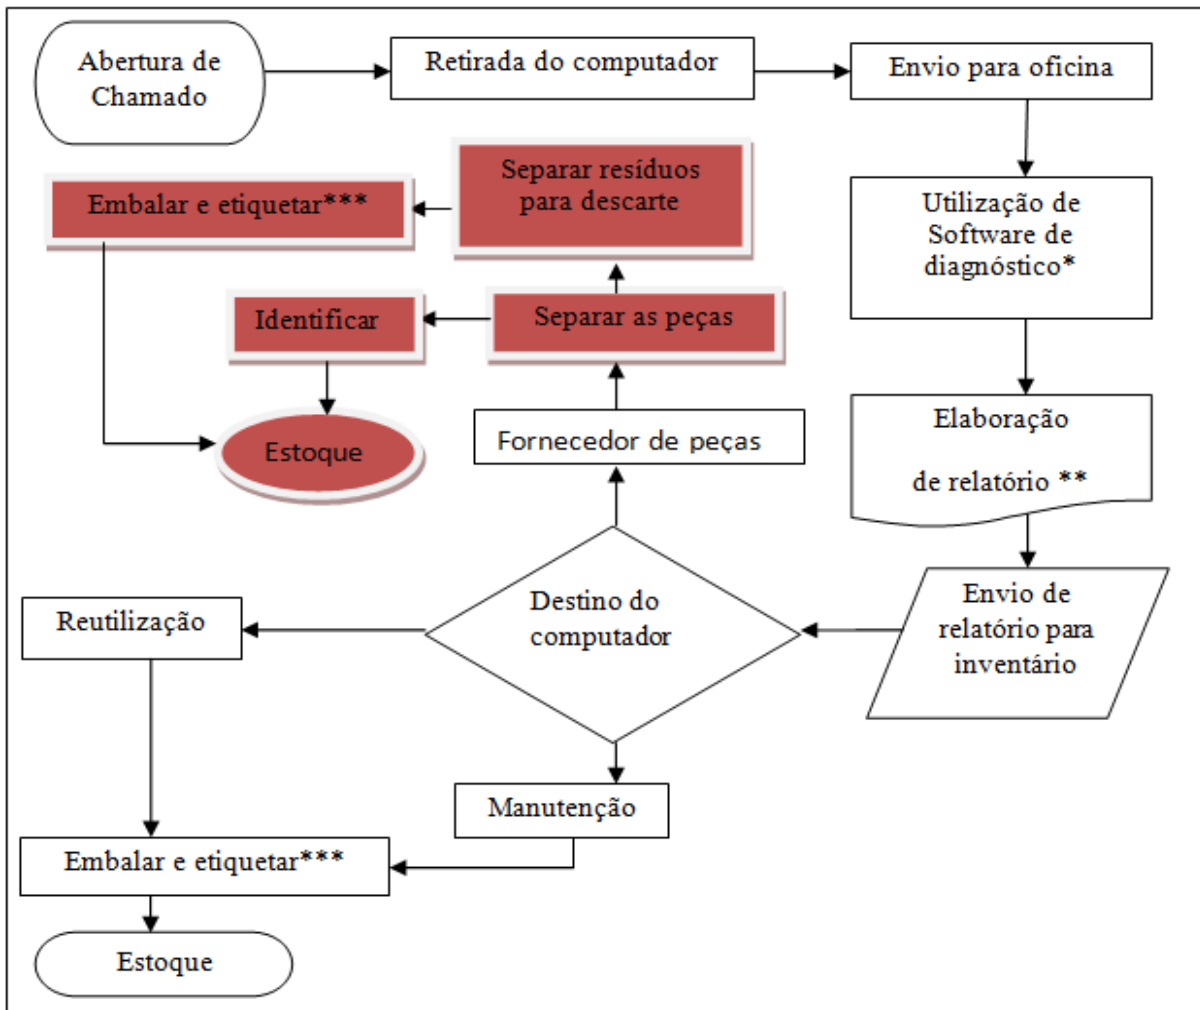 Abertura de
Chamado
Retirada do computador
Envio para oficina
Separar resíduos
para descarte
Embalar e etiquetar***
Utilização de
Software de
diagnóstico*
Identificar
Separar as peças
Estoque
Fornecedor de peças
Elaboração
de relatório **
Destino do
computador
Envio de
relatório para
inventário
Reutilização
Manutenção
Embalar e etiquetar***
Estoque